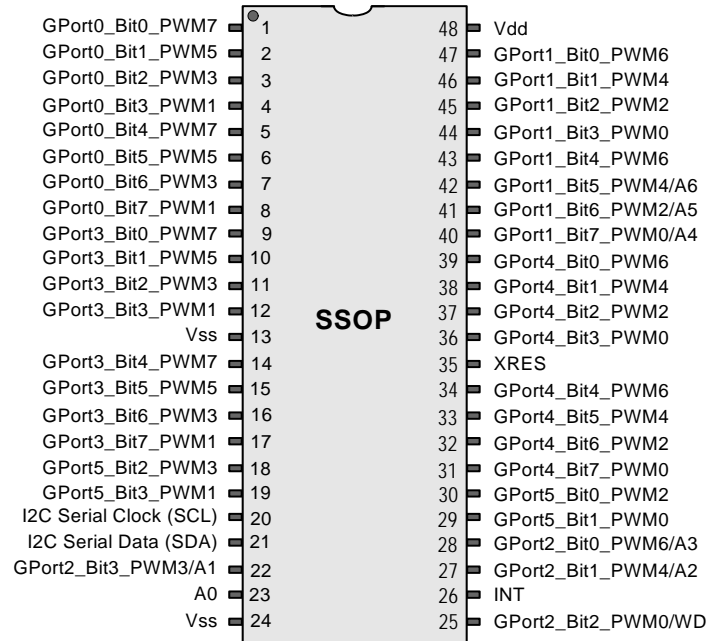 GPort0_Bit0_PWM7 1 48 Vdd
GPort0_Bit1_PWM5 2 47 GPort1_Bit0_PWM6
GPort0_Bit2_PWM3 3 46 GPort1_Bit1_PWM4
GPort0_Bit3_PWM1 4 45 GPort1_Bit2_PWM2
GPort0_Bit4_PWM7 5 44 GPort1_Bit3_PWM0
GPort0_Bit5_PWM5 6 43 GPort1_Bit4_PWM6
GPort0_Bit6_PWM3 7 42 GPort1_Bit5_PWM4/A6
GPort0_Bit7_PWM1 8 41 GPort1_Bit6_PWM2/A5
GPort3_Bit0_PWM7 9 40 GPort1_Bit7_PWM0/A4
GPort3_Bit1_PWM5 10 39 GPort4_Bit0_PWM6
GPort3_Bit2_PWM3 11 38 GPort4_Bit1_PWM4
GPort3_Bit3_PWM1 12 37 GPort4_Bit2_PWM2
SSOP
Vss 13 36 GPort4_Bit3_PWM0
GPort3_Bit4_PWM7 14 35 XRES
GPort3_Bit5_PWM5 15 34 GPort4_Bit4_PWM6
GPort3_Bit6_PWM3 16 33 GPort4_Bit5_PWM4
GPort3_Bit7_PWM1 17 32 GPort4_Bit6_PWM2
GPort5_Bit2_PWM3 18 31 GPort4_Bit7_PWM0
GPort5_Bit3_PWM1 19 30 GPort5_Bit0_PWM2
I2C Serial Clock (SCL) 20 29 GPort5_Bit1_PWM0
I2C Serial Data (SDA) 21 28 GPort2_Bit0_PWM6/A3
GPort2_Bit3_PWM3/A1 22 27 GPort2_Bit1_PWM4/A2
A0 23 26 INT
Vss 24 25 GPort2_Bit2_PWM0/WD